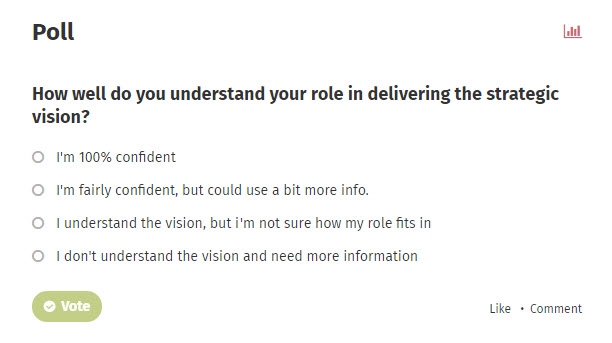 Poll
How well do you understand your role in delivering the strategic
vision?
I'm 100% confident
I'm fairly confident, but could use a bit more info.
I understand the vision, but i'm not sure how my role fits in
I don't understand the vision and need more information
Vote
Like • Comment